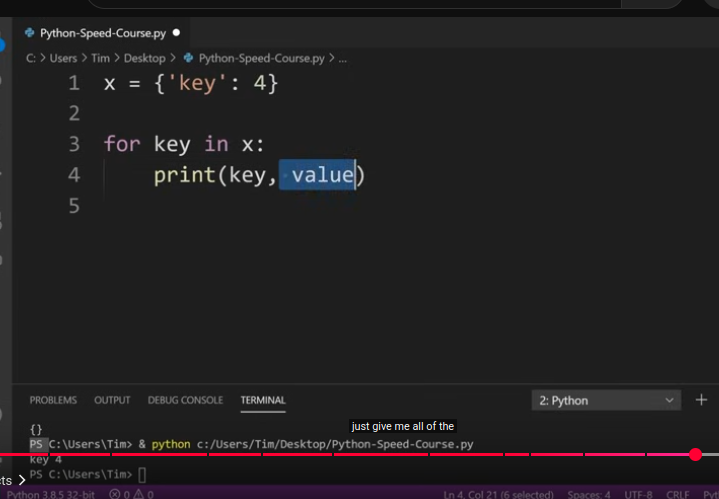 Python-Speed-Course.py
C: > Users > Tim > Desktop > Python-Speed-Course.py > ...
1 x = {'key': 4}
2
3 for key in x:
4 print(key, value)
5
PROBLEMS OUTPUT DEBUG CONSOLE TERMINAL 2: Python
{}
just give me all of the
PS C:\Users\Tim> & python c:/Users/Tim/Desktop/Python-Speed-Course.py
key 4
PS C:\Users\Tim>
cts >
Python 3.8.5 32-bit 0 0 Ln 4, Col 21 (6 selected) Spaces: 4 UTF-8 CRLF Pyt